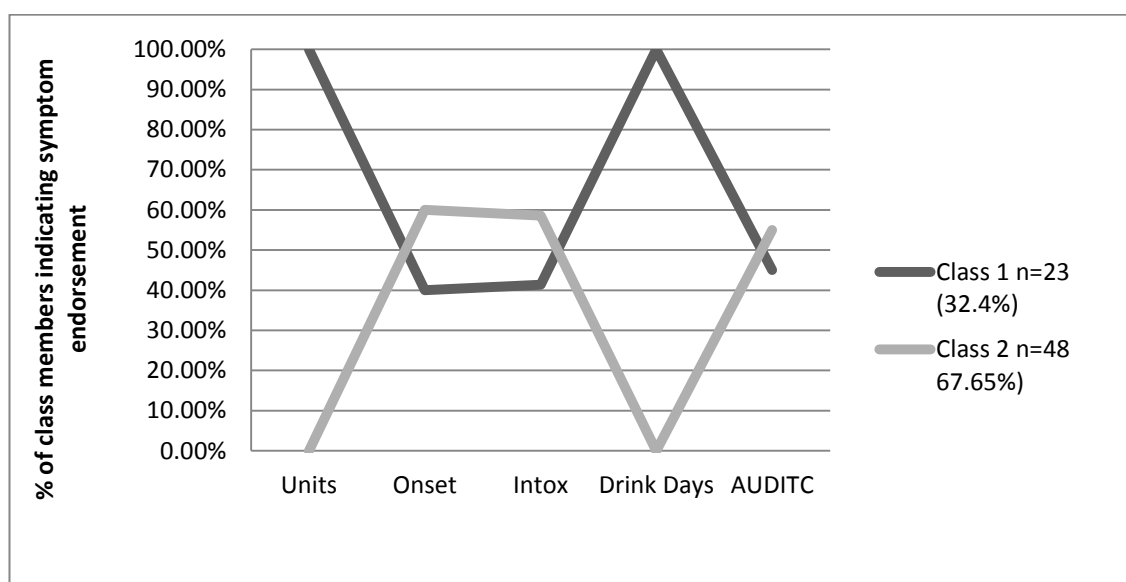 % of class members indicating symptom
endorsement
100.00%
90.00%
80.00%
70.00%
60.00%
50.00%
40.00%
30.00%
20.00%
10.00%
0.00%
Units Onset Intox Drink Days AUDITC
Class 1 n=23
(32.4%)
Class 2 n=48
67.65%)